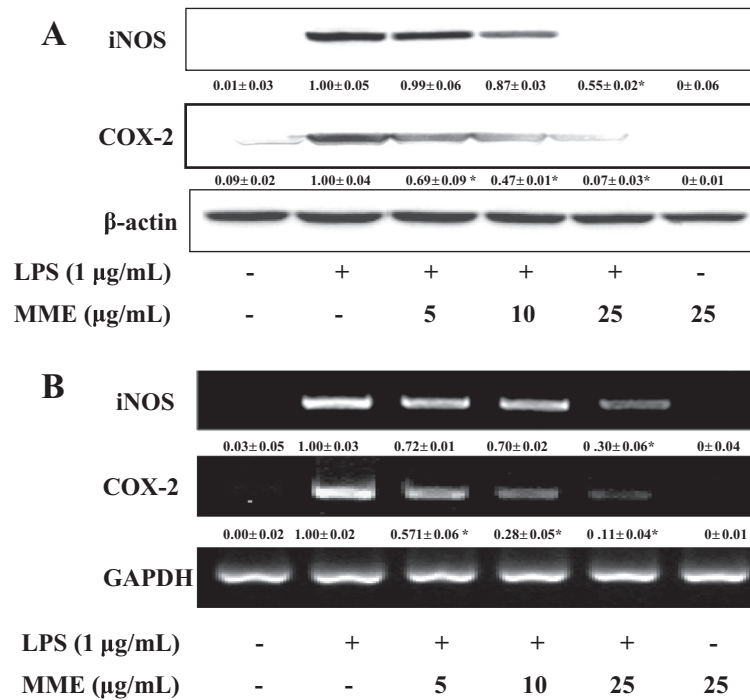 A
iNOS
0.01±0.03 1.00±0.05 0.99±0.06 0.87±0.03 0.55±0.02* 0±0.06
COX-2
0.09±0.02 1.00±0.04 0.69±0.09 * 0.47±0.01* 0.07±0.03* 0±0.01
β-actin
LPS (1 µg/mL) - + + + + -
MME (µg/mL) - - 5 10 25 25
B
iNOS
0.03±0.05 1.00±0.03 0.72±0.01 0.70±0.02 0 .30±0.06* 0±0.04
COX-2
0.00±0.02 1.00±0.02 0.571±0.06 * 0.28±0.05* 0 .11±0.04* 0±0.01
GAPDH
LPS (1 µg/mL) - + + + + -
MME (µg/mL) - - 5 10 25 25